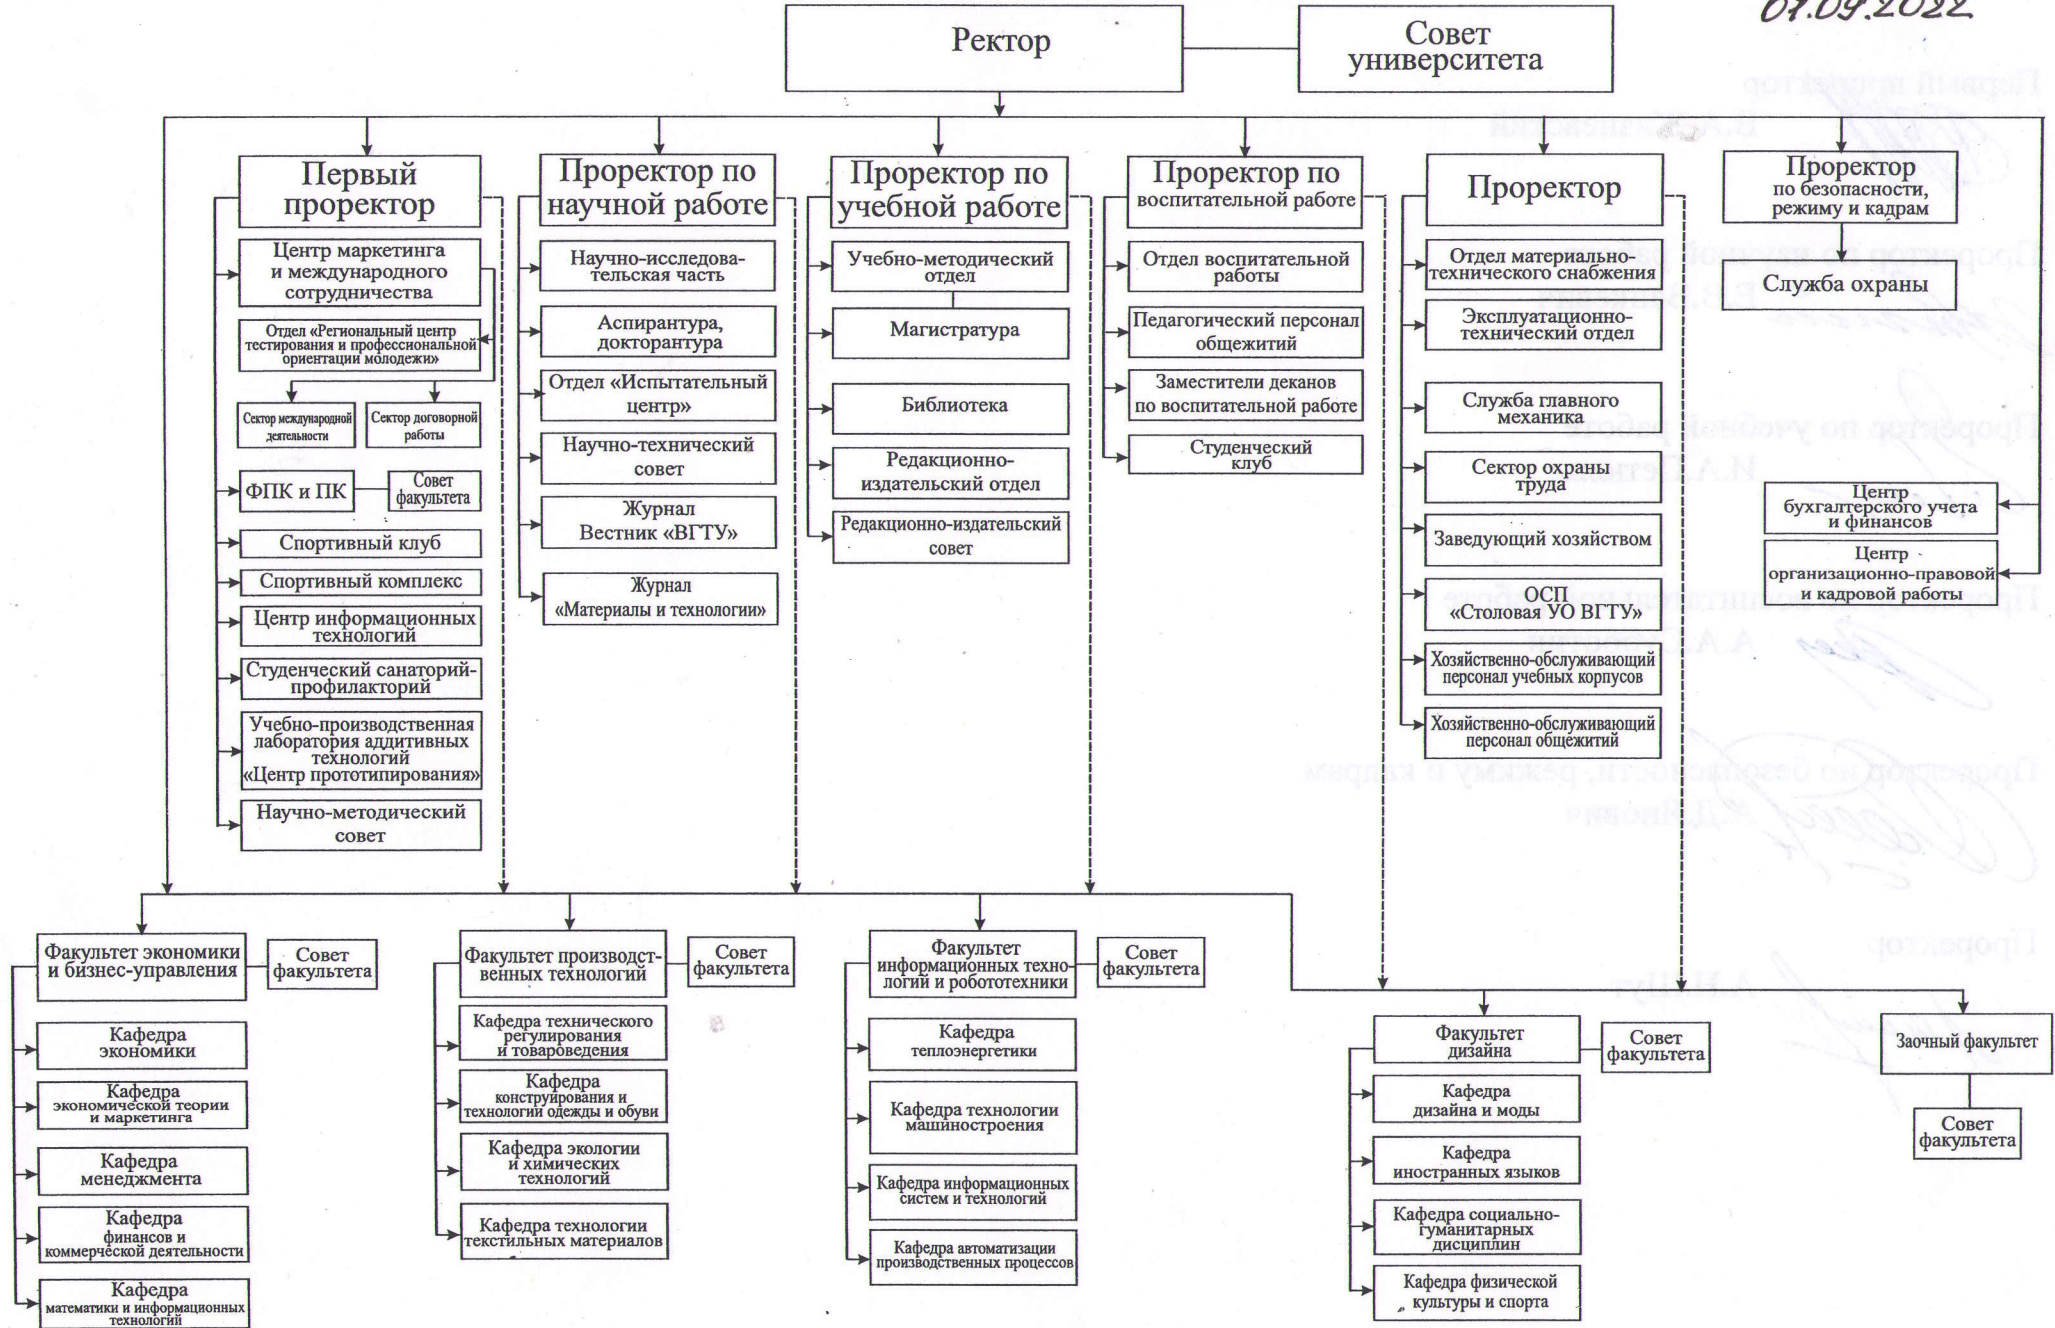 01.09.2022
Ректор
Совет
университета
Первый
проректор
Центр маркетинга
и международного
сотрудничества
Отдел «Региональный центр
тестирования и профессиональной
ориентации молодежи»
Сектор международной
деятельности
Сектор договорной
работы
ФПК и ПК
Совет
факультета
Спортивный клуб
Спортивный комплекс
Центр информационных
технологий
Студенческий санаторий-
профилакторий
Учебно-производственная
лаборатория аддитивных
технологий
«Центр прототипирования»
Научно-методический
совет
Проректор по
научной работе
Научно-исследова-
тельская часть
Аспирантура,
докторантура
Отдел «Испытательный
центр»
Научно-технический
совет
Журнал
Вестник «ВГТУ»
Журнал
«Материалы и технологии»
Проректор по
учебной работе
Учебно-методический
отдел
Магистратура
Библиотека
Редакционно-
издательский отдел
Редакционно-издательский
совет
Проректор по
воспитательной работе
Отдел воспитательной
работы
Педагогический персонал
общежитий
Заместители деканов
по воспитательной работе
Студенческий
клуб
Проректор
Отдел материально-
технического снабжения
Эксплуатационно-
технический отдел
Служба главного
механика
Сектор охраны
труда
Заведующий хозяйством
ОСП
«Столовая УО ВГТУ»
Хозяйственно-обслуживающий
персонал учебных корпусов
Хозяйственно-обслуживающий
персонал общежитий
Проректор
по безопасности,
режиму и кадрам
Служба охраны
Центр
бухгалтерского учета
и финансов
Центр
организационно-правовой
и кадровой работы
Факультет экономики
и бизнес-управления
Совет
факультета
Кафедра
экономики
Кафедра
экономической теории
и маркетинга
Кафедра
менеджмента
Кафедра
финансов и
коммерческой деятельности
Кафедра
математики и информационных
технологий
Факультет производст-
венных технологий
Совет
факультета
Кафедра технического
регулирования
и товароведения
Кафедра
конструирования и
технологии одежды и обуви
Кафедра экологии
и химических
технологий
Кафедра технологии
текстильных материалов
Факультет
информационных техно-
логий и робототехники
Совет
факультета
Кафедра
теплоэнергетики
Кафедра технологии
машиностроения
Кафедра информационных
систем и технологий
Кафедра автоматизации
производственных процессов
Факультет
дизайна
Совет
факультета
Кафедра
дизайна и моды
Кафедра
иностранных языков
Кафедра социально-
гуманитарных
дисциплин
Кафедра физической
культуры и спорта
Заочный факультет
Совет
факультета